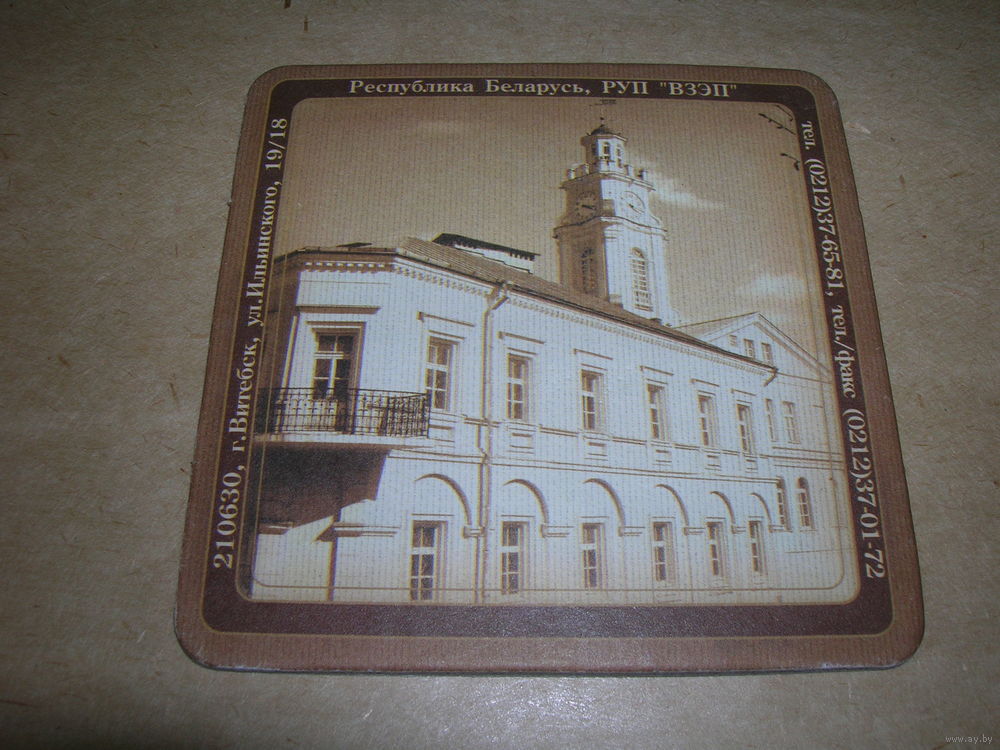 Республика Беларусь, РУП "ВЗЭП"
210630, г.Витебск, ул.Ильинского, 19/18
тел. (0212)37-65-81, тел./факс (0212)37-01-72
www.ay.by